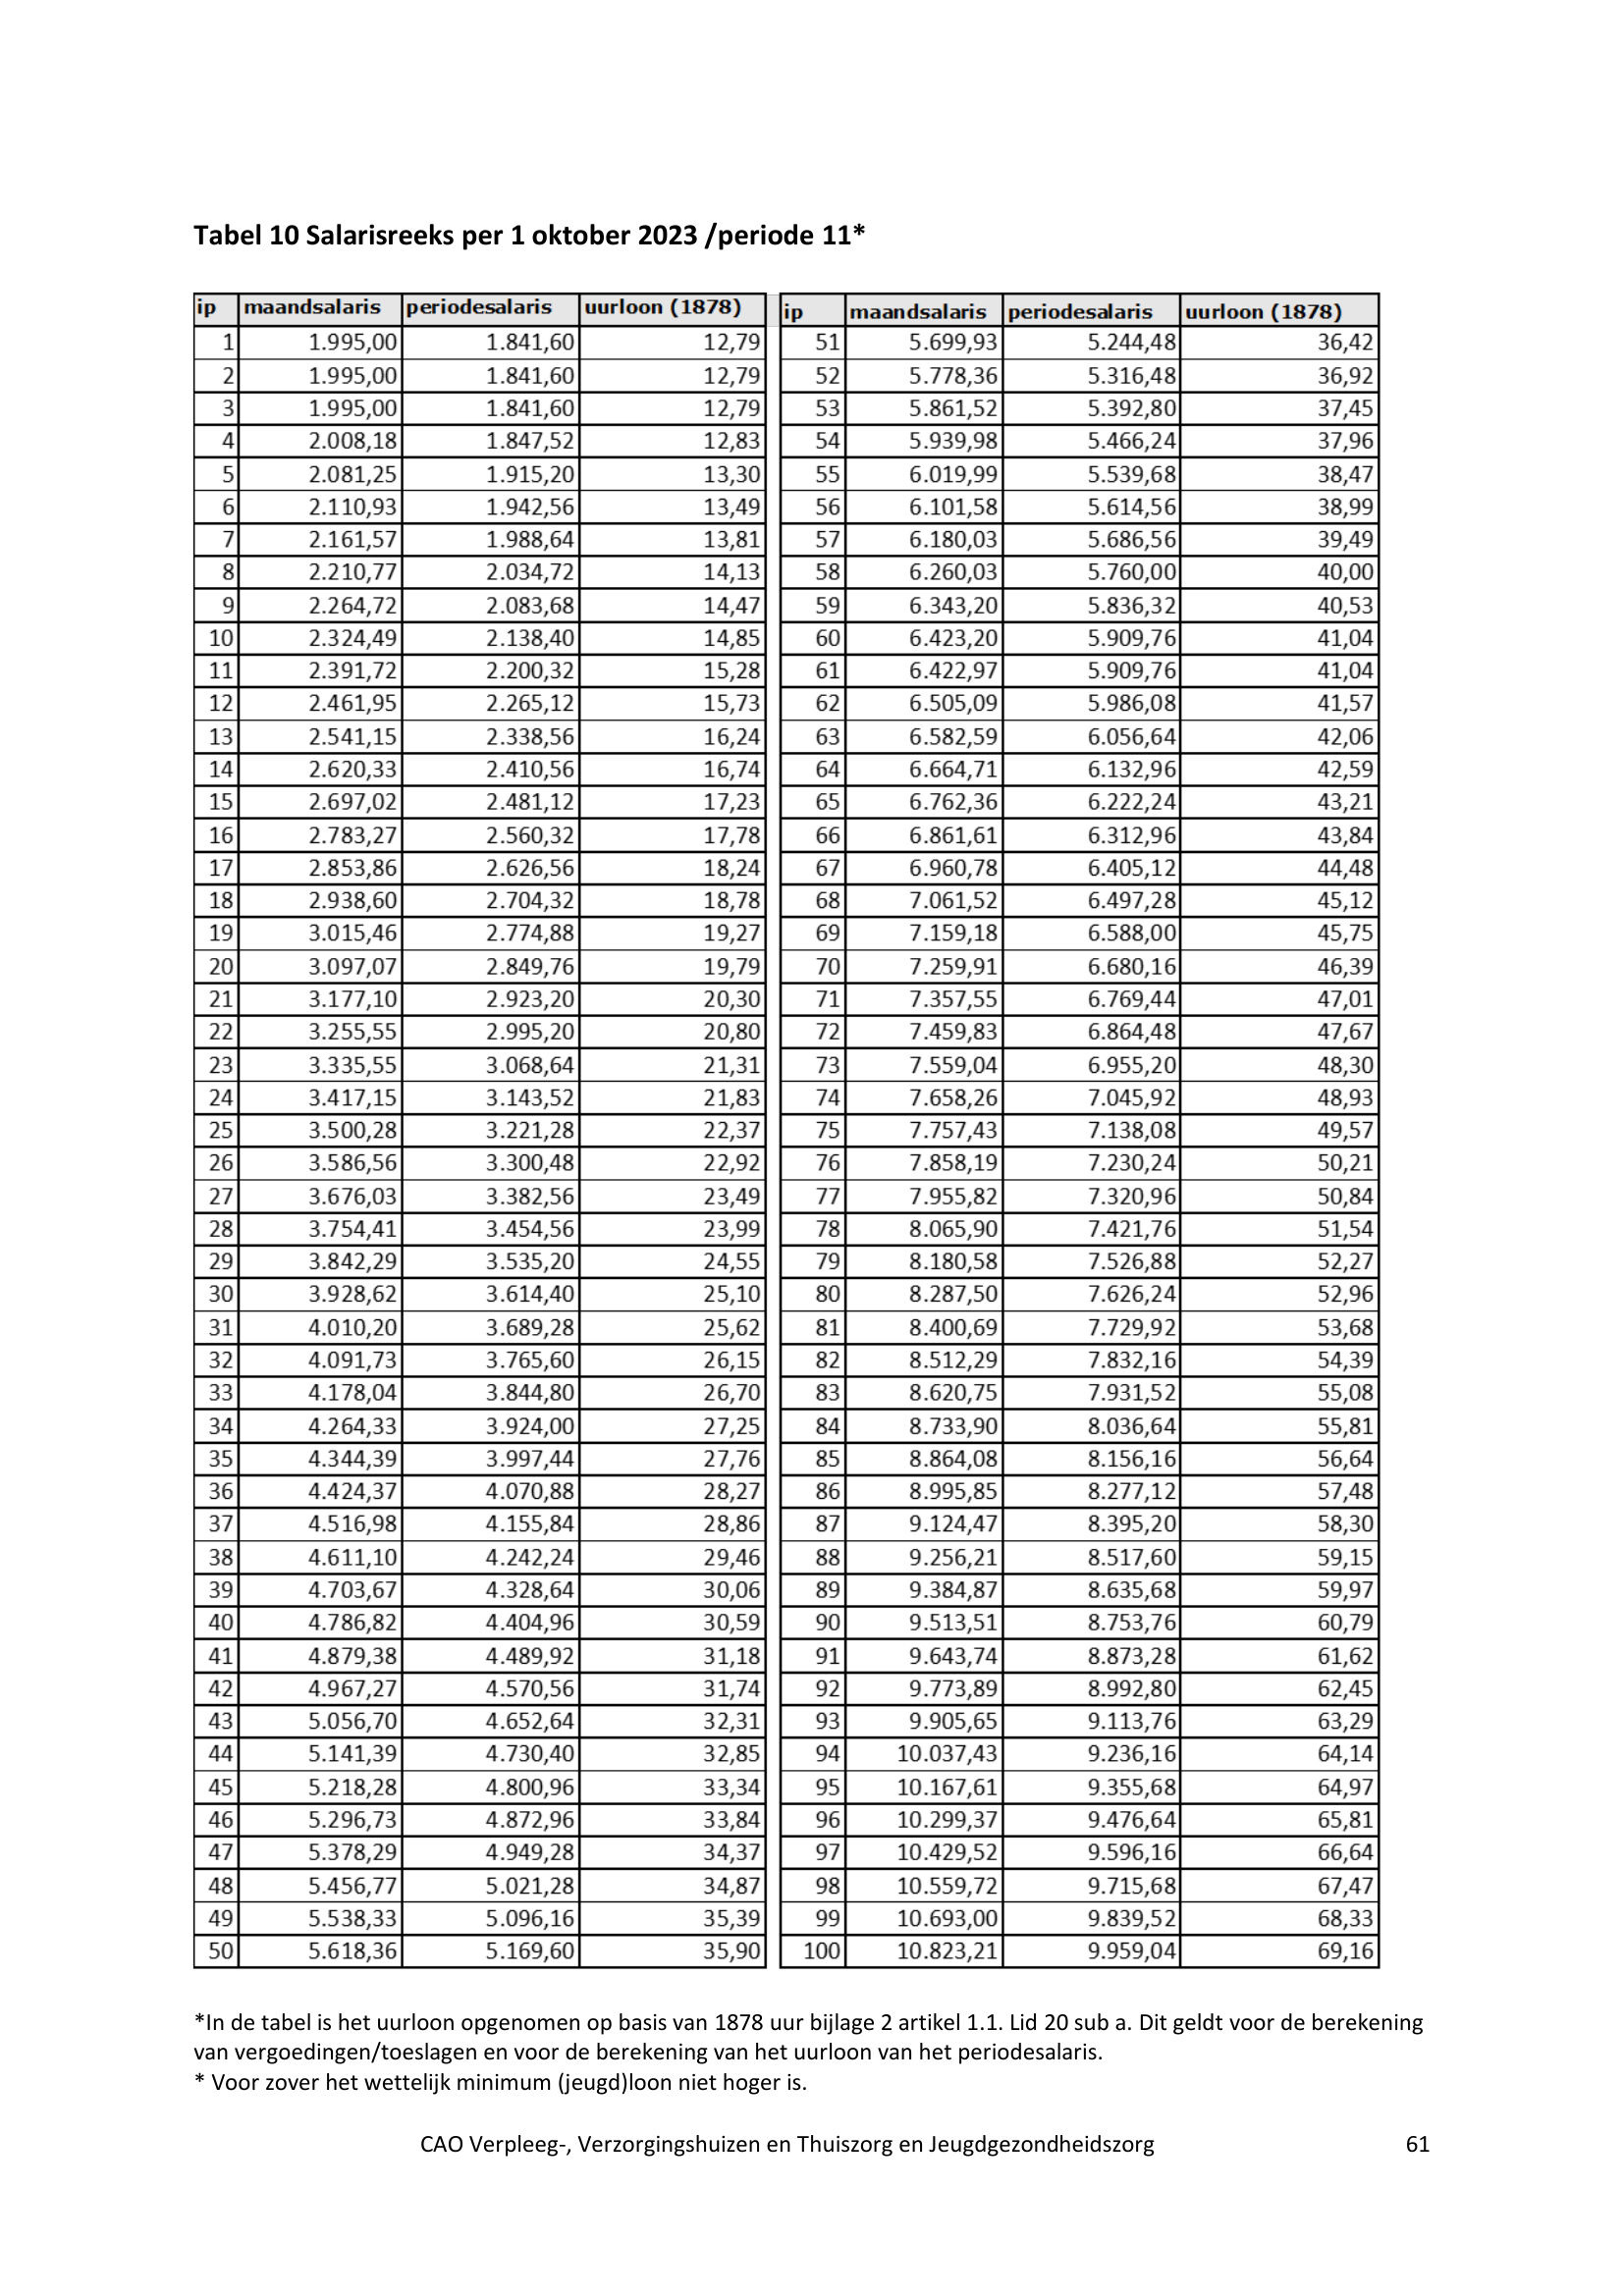 Tabel 10 Salarisreeks per 1 oktober 2023 /periode 11*
ip maandsalaris periodesalaris uurloon (1878) ip maandsalaris periodesalaris uurloon (1878)
1 1.995,00 1.841,60 12,79 51 5.699,93 5.244,48 36,42
2 1.995,00 1.841,60 12,79 52 5.778,36 5.316,48 36,92
3 1.995,00 1.841,60 12,79 53 5.861,52 5.392,80 37,45
4 2.008,18 1.847,52 12,83 54 5.939,98 5.466,24 37,96
5 2.081,25 1.915,20 13,30 55 6.019,99 5.539,68 38,47
6 2.110,93 1.942,56 13,49 56 6.101,58 5.614,56 38,99
7 2.161,57 1.988,64 13,81 57 6.180,03 5.686,56 39,49
8 2.210,77 2.034,72 14,13 58 6.260,03 5.760,00 40,00
9 2.264,72 2.083,68 14,47 59 6.343,20 5.836,32 40,53
10 2.324,49 2.138,40 14,85 60 6.423,20 5.909,76 41,04
11 2.391,72 2.200,32 15,28 61 6.422,97 5.909,76 41,04
12 2.461,95 2.265,12 15,73 62 6.505,09 5.986,08 41,57
13 2.541,15 2.338,56 16,24 63 6.582,59 6.056,64 42,06
14 2.620,33 2.410,56 16,74 64 6.664,71 6.132,96 42,59
15 2.697,02 2.481,12 17,23 65 6.762,36 6.222,24 43,21
16 2.783,27 2.560,32 17,78 66 6.861,61 6.312,96 43,84
17 2.853,86 2.626,56 18,24 67 6.960,78 6.405,12 44,48
18 2.938,60 2.704,32 18,78 68 7.061,52 6.497,28 45,12
19 3.015,46 2.774,88 19,27 69 7.159,18 6.588,00 45,75
20 3.097,07 2.849,76 19,79 70 7.259,91 6.680,16 46,39
21 3.177,10 2.923,20 20,30 71 7.357,55 6.769,44 47,01
22 3.255,55 2.995,20 20,80 72 7.459,83 6.864,48 47,67
23 3.335,55 3.068,64 21,31 73 7.559,04 6.955,20 48,30
24 3.417,15 3.143,52 21,83 74 7.658,26 7.045,92 48,93
25 3.500,28 3.221,28 22,37 75 7.757,43 7.138,08 49,57
26 3.586,56 3.300,48 22,92 76 7.858,19 7.230,24 50,21
27 3.676,03 3.382,56 23,49 77 7.955,82 7.320,96 50,84
28 3.754,41 3.454,56 23,99 78 8.065,90 7.421,76 51,54
29 3.842,29 3.535,20 24,55 79 8.180,58 7.526,88 52,27
30 3.928,62 3.614,40 25,10 80 8.287,50 7.626,24 52,96
31 4.010,20 3.689,28 25,62 81 8.400,69 7.729,92 53,68
32 4.091,73 3.765,60 26,15 82 8.512,29 7.832,16 54,39
33 4.178,04 3.844,80 26,70 83 8.620,75 7.931,52 55,08
34 4.264,33 3.924,00 27,25 84 8.733,90 8.036,64 55,81
35 4.344,39 3.997,44 27,76 85 8.864,08 8.156,16 56,64
36 4.424,37 4.070,88 28,27 86 8.995,85 8.277,12 57,48
37 4.516,98 4.155,84 28,86 87 9.124,47 8.395,20 58,30
38 4.611,10 4.242,24 29,46 88 9.256,21 8.517,60 59,15
39 4.703,67 4.328,64 30,06 89 9.384,87 8.635,68 59,97
40 4.786,82 4.404,96 30,59 90 9.513,51 8.753,76 60,79
41 4.879,38 4.489,92 31,18 91 9.643,74 8.873,28 61,62
42 4.967,27 4.570,56 31,74 92 9.773,89 8.992,80 62,45
43 5.056,70 4.652,64 32,31 93 9.905,65 9.113,76 63,29
44 5.141,39 4.730,40 32,85 94 10.037,43 9.236,16 64,14
45 5.218,28 4.800,96 33,34 95 10.167,61 9.355,68 64,97
46 5.296,73 4.872,96 33,84 96 10.299,37 9.476,64 65,81
47 5.378,29 4.949,28 34,37 97 10.429,52 9.596,16 66,64
48 5.456,77 5.021,28 34,87 98 10.559,72 9.715,68 67,47
49 5.538,33 5.096,16 35,39 99 10.693,00 9.839,52 68,33
50 5.618,36 5.169,60 35,90 100 10.823,21 9.959,04 69,16
*In de tabel is het uurloon opgenomen op basis van 1878 uur bijlage 2 artikel 1.1. Lid 20 sub a. Dit geldt voor de berekening
van vergoedingen/toeslagen en voor de berekening van het uurloon van het periodesalaris.
* Voor zover het wettelijk minimum (jeugd)loon niet hoger is.
CAO Verpleeg-, Verzorgingshuizen en Thuiszorg en Jeugdgezondheidszorg 61